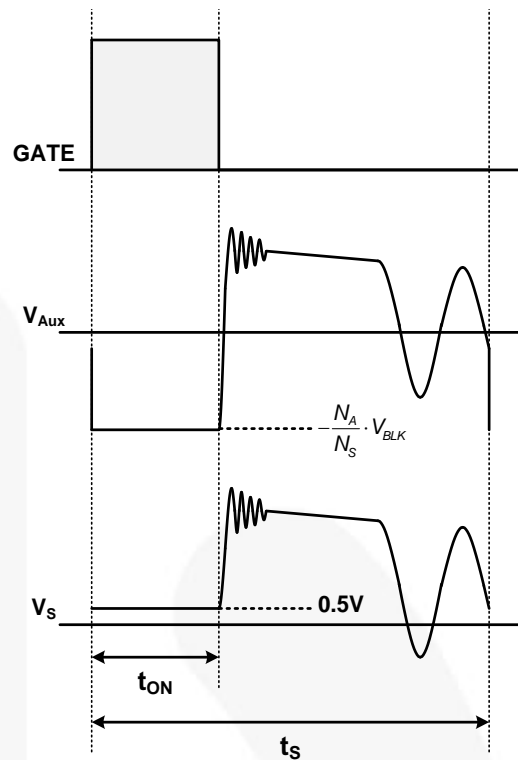 GATE
V_Aux
-N_A/N_S · V_BLK
V_S
0.5V
t_ON
t_S